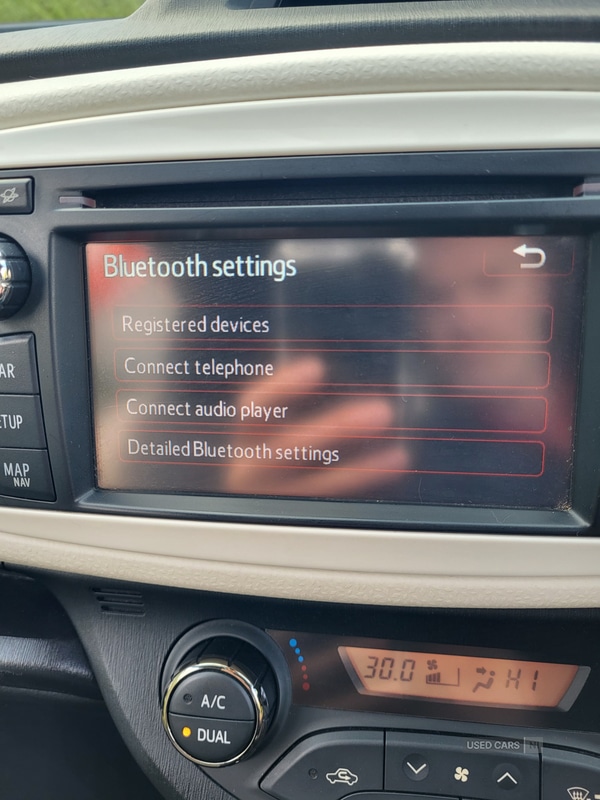 Bluetooth settings
Registered devices
Connect telephone
Connect audio player
Detailed Bluetooth settings
AR
ETUP
MAP
NAV
A/C
DUAL
30.0
HI
USED CARS NI